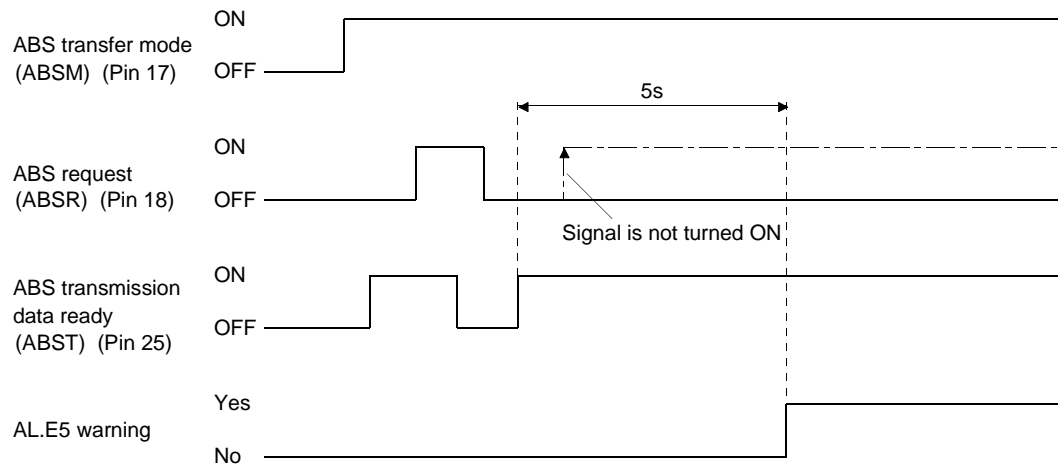 ON
ABS transfer mode
(ABSM) (Pin 17)
OFF
5s
ON
ABS request
(ABSR) (Pin 18)
OFF
Signal is not turned ON
ON
ABS transmission
data ready
(ABST) (Pin 25)
OFF
Yes
AL.E5 warning
No